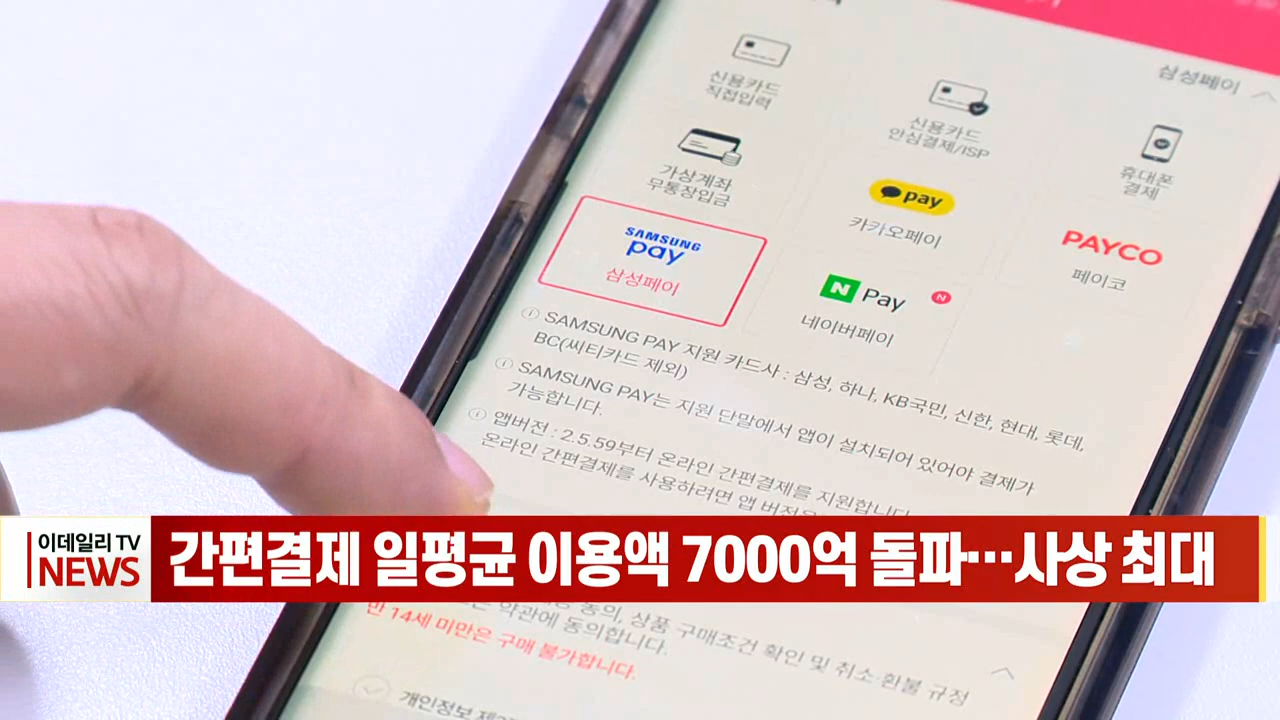 삼성페이
신용카드
직접입력
신용카드
안심결제/ISP
휴대폰
결제
가상계좌
무통장입금
pay
카카오페이
PAYCO
페이코
SAMSUNG
pay
삼성페이
N Pay N
네이버페이
SAMSUNG PAY 지원 카드사 : 삼성, 하나, KB국민, 신한, 현대, 롯데,
BC(씨티카드 제외)
SAMSUNG PAY는 지원 단말에서 앱이 설치되어 있어야 결제가
가능합니다.
앱버전 : 2.5.59부터 온라인 간편결제를 지원합니다.
온라인 간편결제를 사용하려면 앱 버전
이데일리 TV
NEWS
간편결제 일평균 이용액 7000억 돌파…사상 최대
동의, 상품 구매조건 확인 및 취소·환불 규정
약관에 동의합니다.
만 14세 미만은 구매 불가합니다.
개인정보